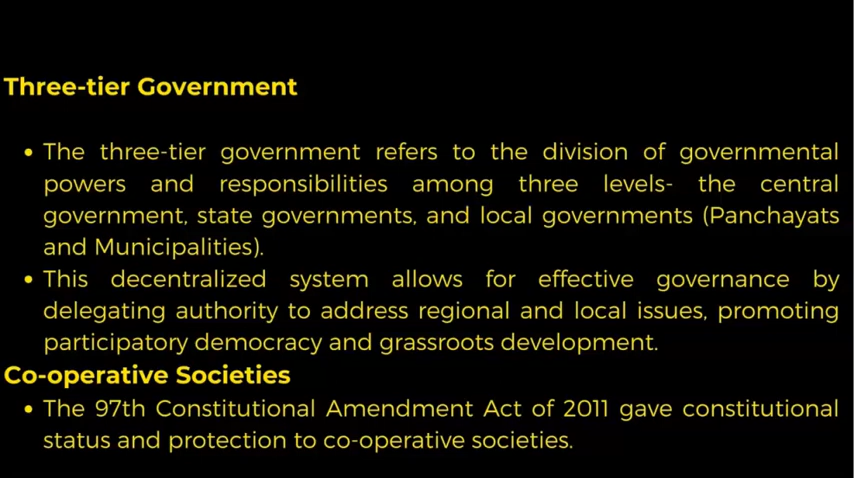 Three-tier Government
• The three-tier government refers to the division of governmental
powers and responsibilities among three levels- the central
government, state governments, and local governments (Panchayats
and Municipalities).
• This decentralized system allows for effective governance by
delegating authority to address regional and local issues, promoting
participatory democracy and grassroots development.
Co-operative Societies
• The 97th Constitutional Amendment Act of 2011 gave constitutional
status and protection to co-operative societies.